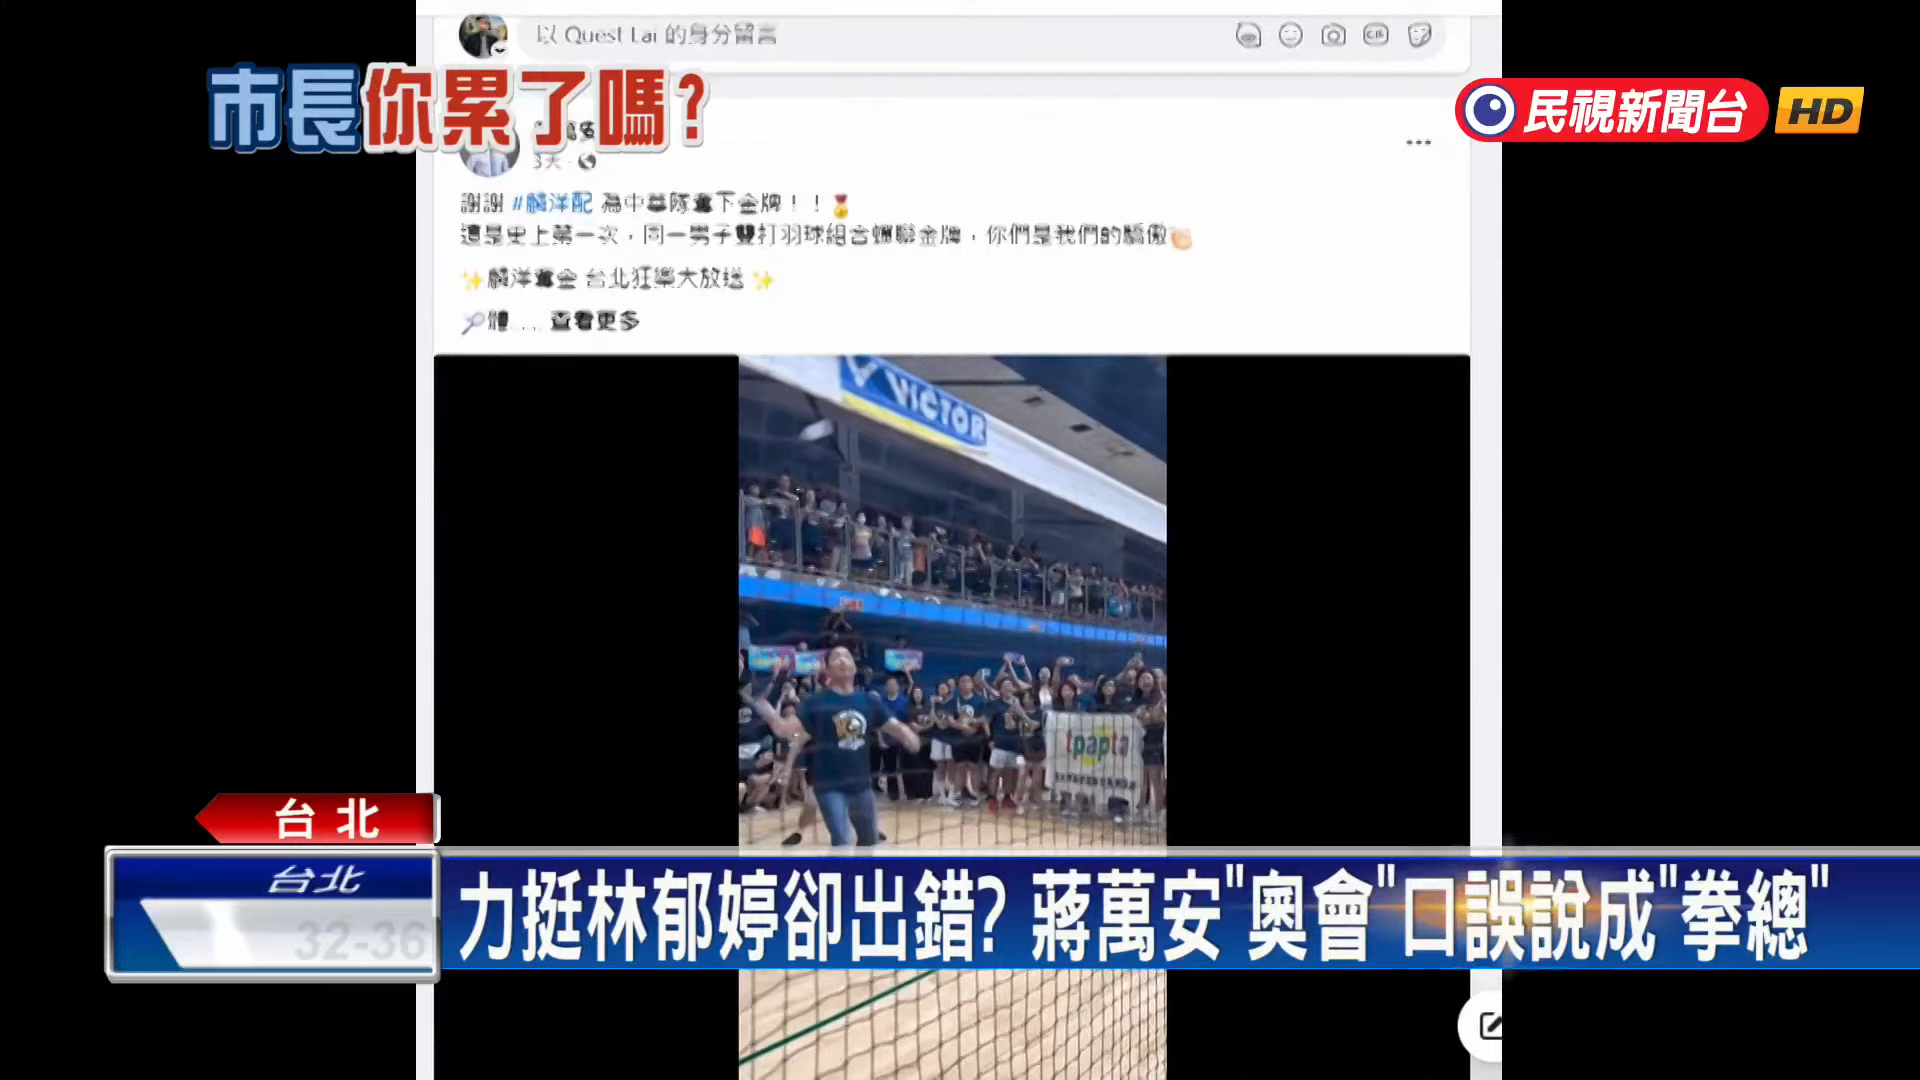 以 Quest Lai 的身分留言
市長你累了嗎?
民視新聞台 HD
3天
謝謝 #麟洋配 為中華隊奪下金牌！！🏅
這是史上第一次，同一男子雙打羽球組合蟬聯金牌，你們是我們的驕傲👏
✨麟洋奪金 台北狂樂大放送✨
🏸體…… 查看更多
VICTOR
tpapta
台北
台北
32-36
力挺林郁婷卻出錯? 蔣萬安"奧會"口誤說成"拳總"